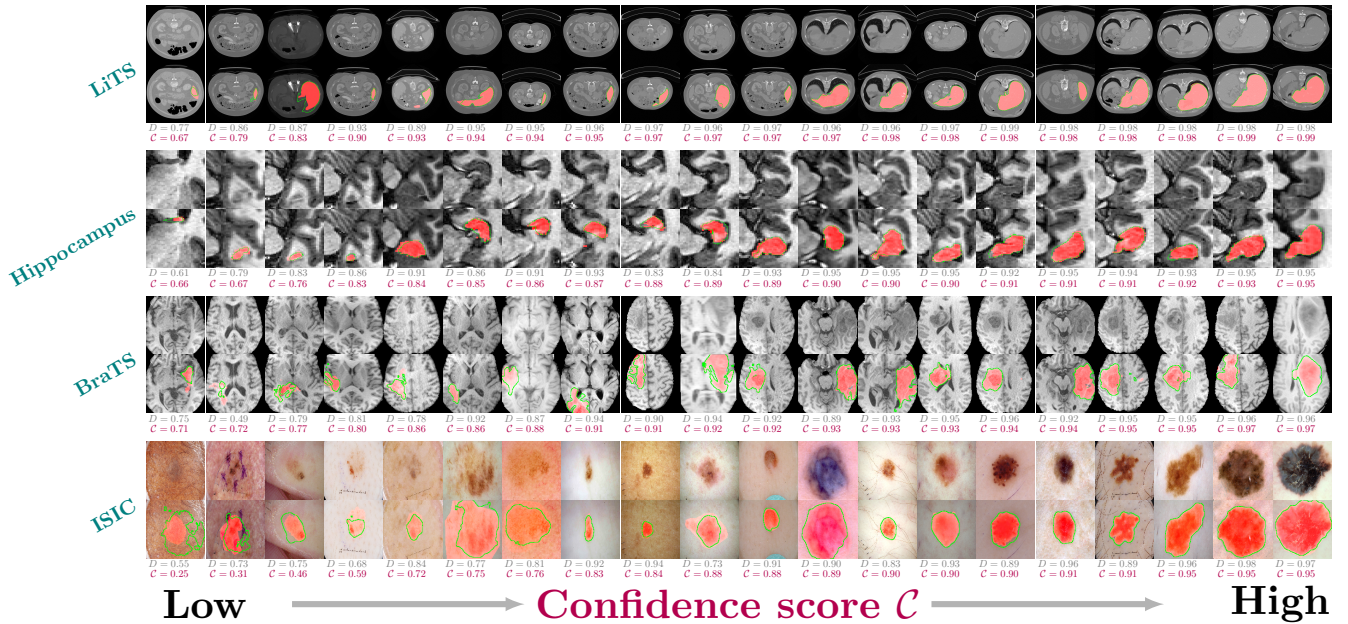 LiTS
D = 0.77 D = 0.86 D = 0.87 D = 0.93 D = 0.89 D = 0.95 D = 0.95 D = 0.96 D = 0.97 D = 0.96 D = 0.97 D = 0.96 D = 0.96 D = 0.97 D = 0.99 D = 0.98 D = 0.98 D = 0.98 D = 0.98 D = 0.98
C = 0.67 C = 0.79 C = 0.83 C = 0.90 C = 0.93 C = 0.94 C = 0.94 C = 0.95 C = 0.97 C = 0.97 C = 0.97 C = 0.97 C = 0.98 C = 0.98 C = 0.98 C = 0.98 C = 0.98 C = 0.98 C = 0.99 C = 0.99
Hippocampus
D = 0.61 D = 0.79 D = 0.83 D = 0.86 D = 0.91 D = 0.86 D = 0.91 D = 0.93 D = 0.83 D = 0.84 D = 0.93 D = 0.95 D = 0.90 D = 0.95 D = 0.92 D = 0.95 D = 0.94 D = 0.93 D = 0.95 D = 0.95
C = 0.66 C = 0.67 C = 0.76 C = 0.83 C = 0.84 C = 0.85 C = 0.86 C = 0.87 C = 0.88 C = 0.89 C = 0.89 C = 0.90 C = 0.90 C = 0.90 C = 0.91 C = 0.91 C = 0.91 C = 0.92 C = 0.93 C = 0.95
BraTS
D = 0.75 D = 0.49 D = 0.79 D = 0.81 D = 0.78 D = 0.92 D = 0.87 D = 0.94 D = 0.90 D = 0.94 D = 0.92 D = 0.89 D = 0.93 D = 0.93 D = 0.96 D = 0.92 D = 0.95 D = 0.95 D = 0.96 D = 0.96
C = 0.71 C = 0.72 C = 0.77 C = 0.80 C = 0.86 C = 0.86 C = 0.88 C = 0.91 C = 0.91 C = 0.92 C = 0.92 C = 0.93 C = 0.93 C = 0.93 C = 0.94 C = 0.94 C = 0.95 C = 0.95 C = 0.97 C = 0.97
ISIC
D = 0.55 D = 0.73 D = 0.75 D = 0.68 D = 0.84 D = 0.77 D = 0.81 D = 0.92 D = 0.94 D = 0.73 D = 0.91 D = 0.90 D = 0.83 D = 0.93 D = 0.89 D = 0.96 D = 0.89 D = 0.96 D = 0.98 D = 0.97
C = 0.25 C = 0.31 C = 0.46 C = 0.59 C = 0.72 C = 0.75 C = 0.76 C = 0.83 C = 0.84 C = 0.88 C = 0.88 C = 0.89 C = 0.90 C = 0.90 C = 0.90 C = 0.91 C = 0.91 C = 0.95 C = 0.95 C = 0.95
Low Confidence score C High